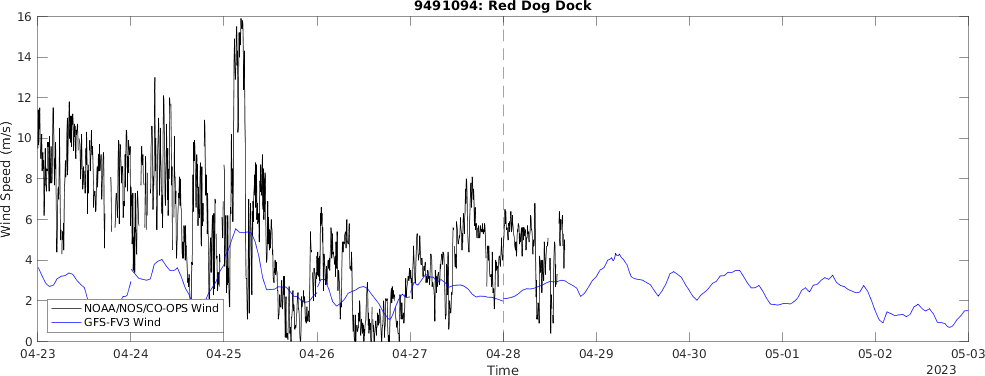 9491094: Red Dog Dock
Wind Speed (m/s)
16
14
12
10
8
6
4
2
0
NOAA/NOS/CO-OPS Wind
GFS-FV3 Wind
04-23 04-24 04-25 04-26 04-27 04-28 04-29 04-30 05-01 05-02 05-03
Time
2023